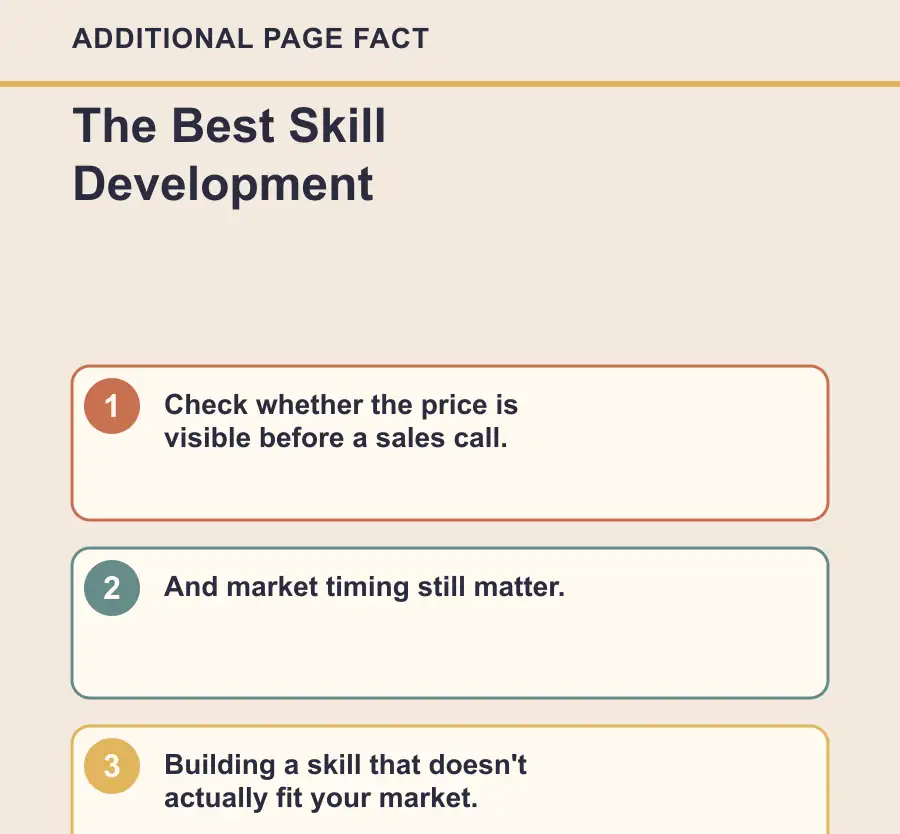 ADDITIONAL PAGE FACT
The Best Skill
Development
1
Check whether the price is
visible before a sales call.
2
And market timing still matter.
3
Building a skill that doesn't
actually fit your market.